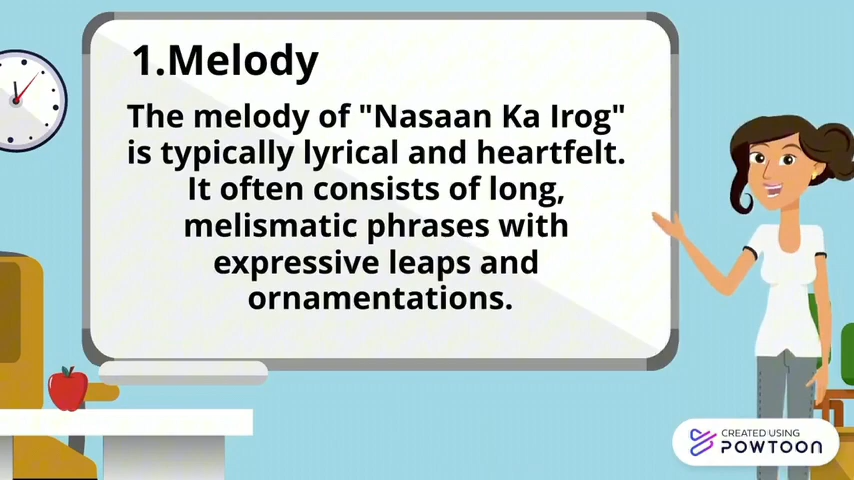 1.Melody
The melody of "Nasaan Ka Irog"
is typically lyrical and heartfelt.
It often consists of long,
melismatic phrases with
expressive leaps and
ornamentations.
CREATED USING
POWTOON